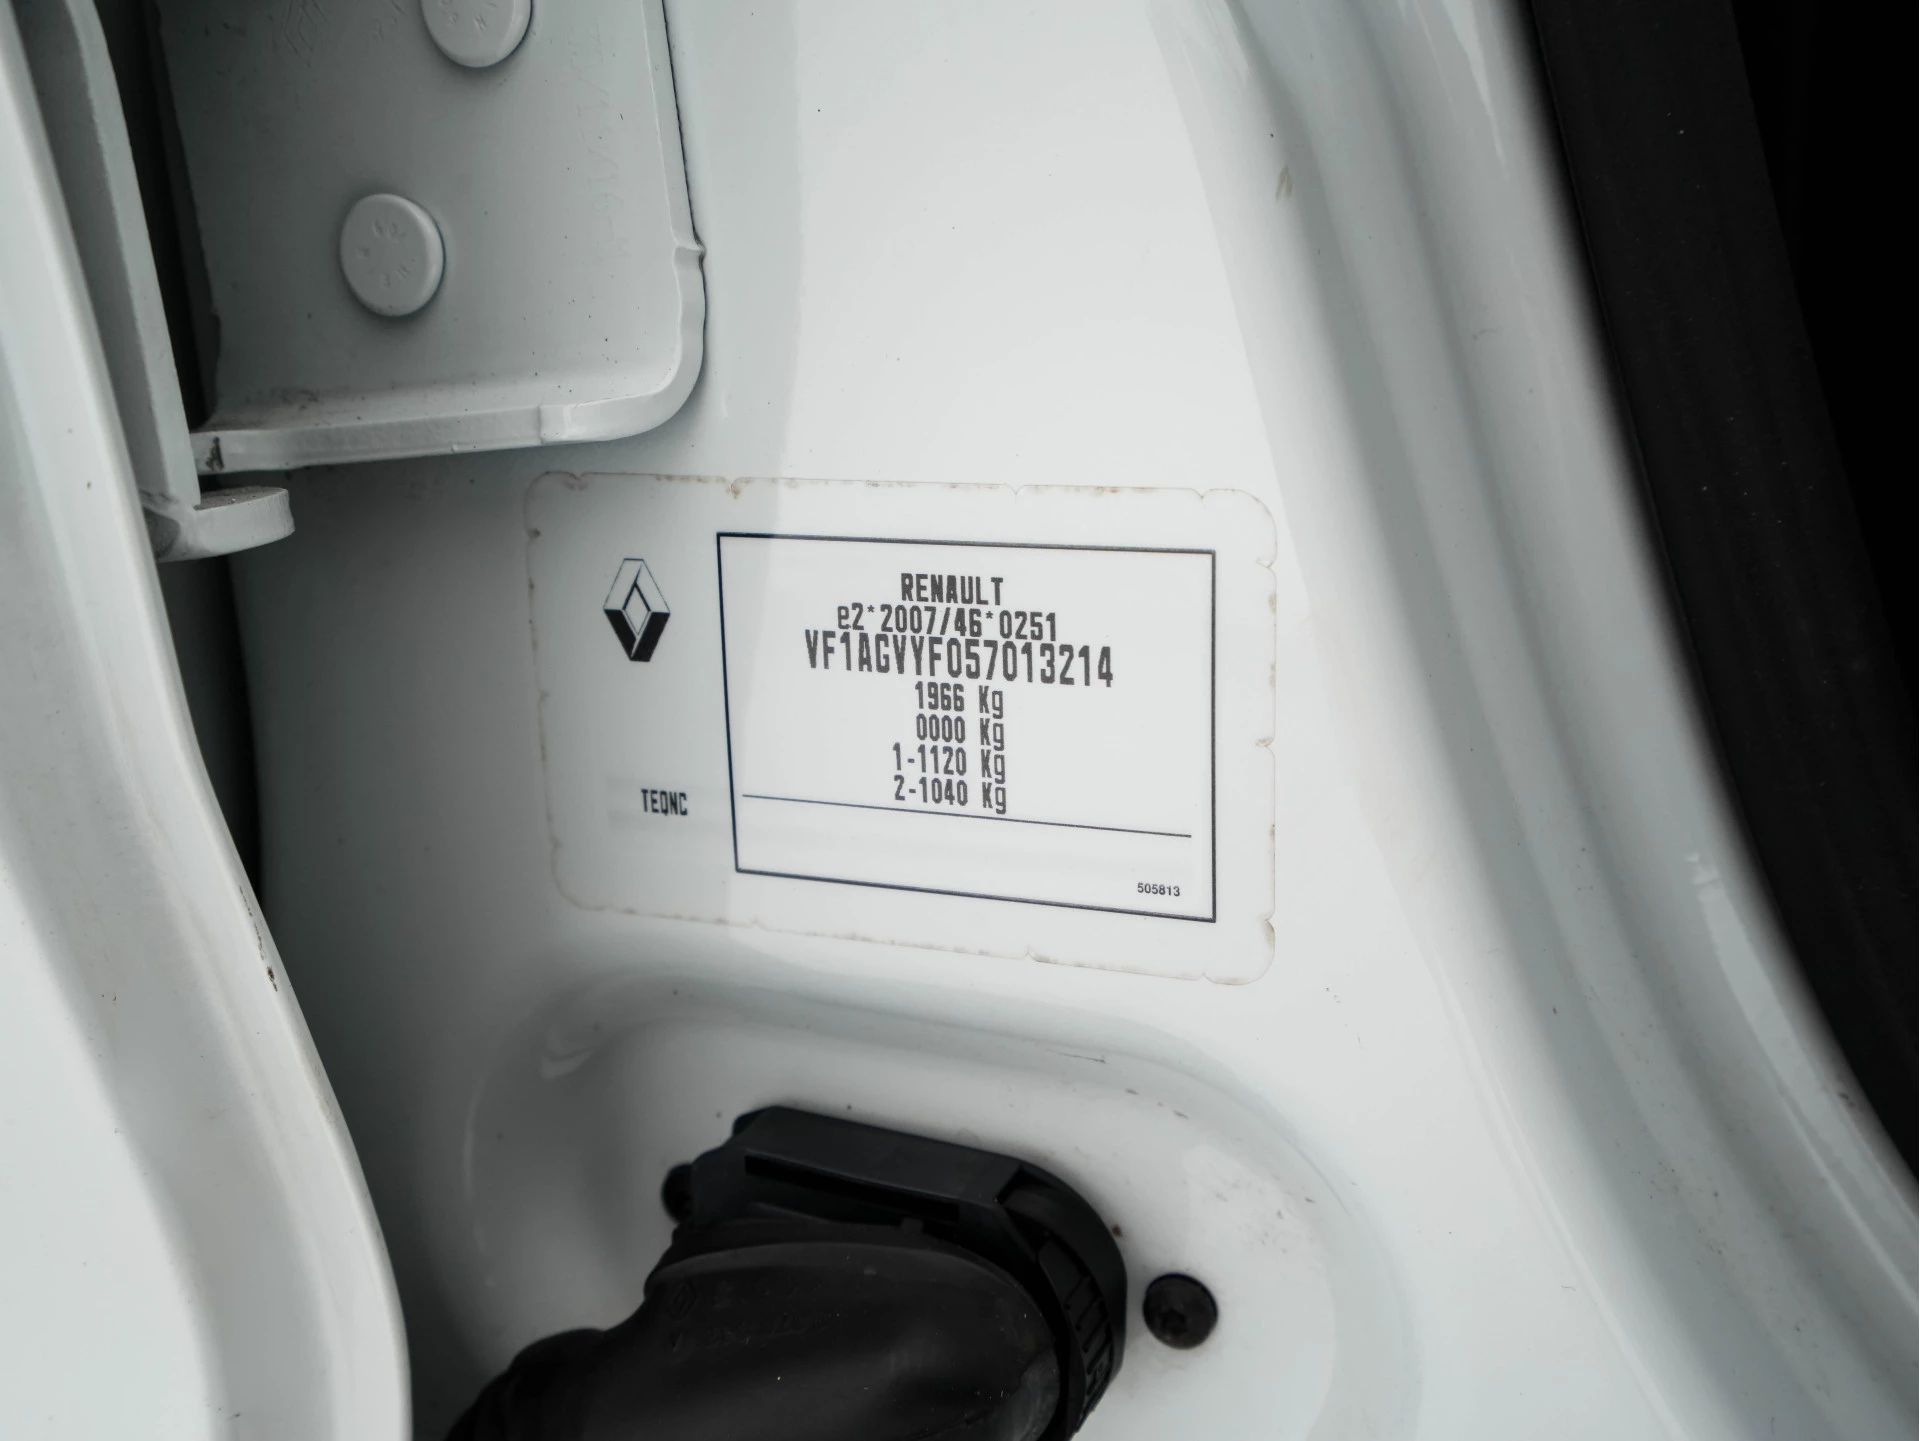 RENAULT
e2*2007/46*0251
VF1AGVYF057013214
1966 Kg
0000 Kg
1-1120 Kg
2-1040 Kg
TEQNC
505813